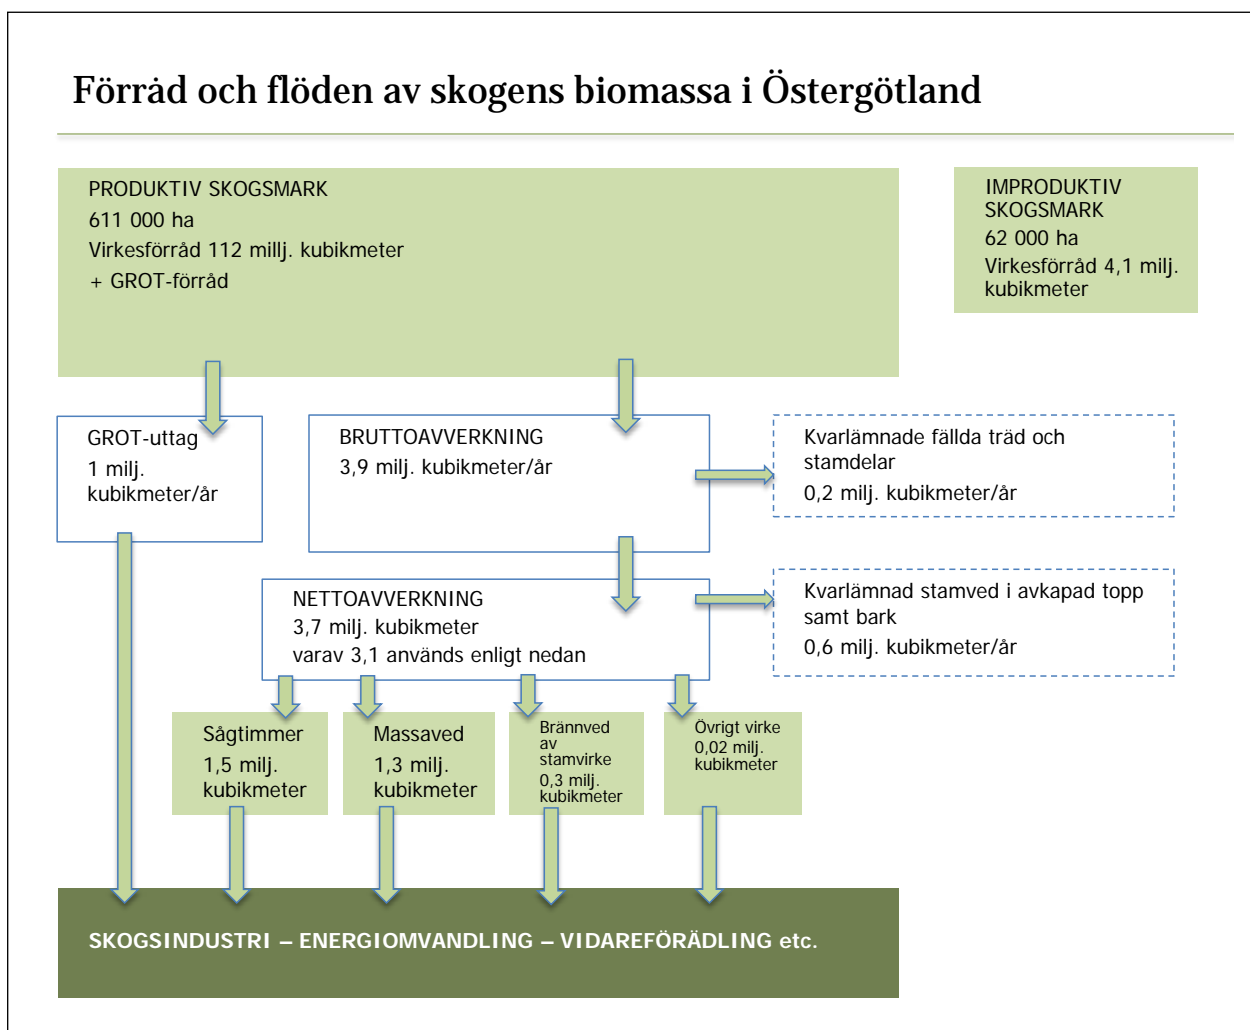 Förråd och flöden av skogens biomassa i Östergötland
PRODUKTIV SKOGSMARK
611 000 ha
Virkesförråd 112 millj. kubikmeter
+ GROT-förråd
IMPRODUKTIV
SKOGSMARK
62 000 ha
Virkesförråd 4,1 milj.
kubikmeter
GROT-uttag
1 milj.
kubikmeter/år
BRUTTOAVVERKNING
3,9 milj. kubikmeter/år
Kvarlämnade fällda träd och
stamdelar
0,2 milj. kubikmeter/år
NETTOAVVERKNING
3,7 milj. kubikmeter
varav 3,1 används enligt nedan
Kvarlämnad stamved i avkapad topp
samt bark
0,6 milj. kubikmeter/år
Sågtimmer
1,5 milj.
kubikmeter
Massaved
1,3 milj.
kubikmeter
Brännved
av
stamvirke
0,3 milj.
kubikmeter
Övrigt virke
0,02 milj.
kubikmeter
SKOGSINDUSTRI – ENERGIOMVANDLING – VIDAREFÖRÄDLING etc.